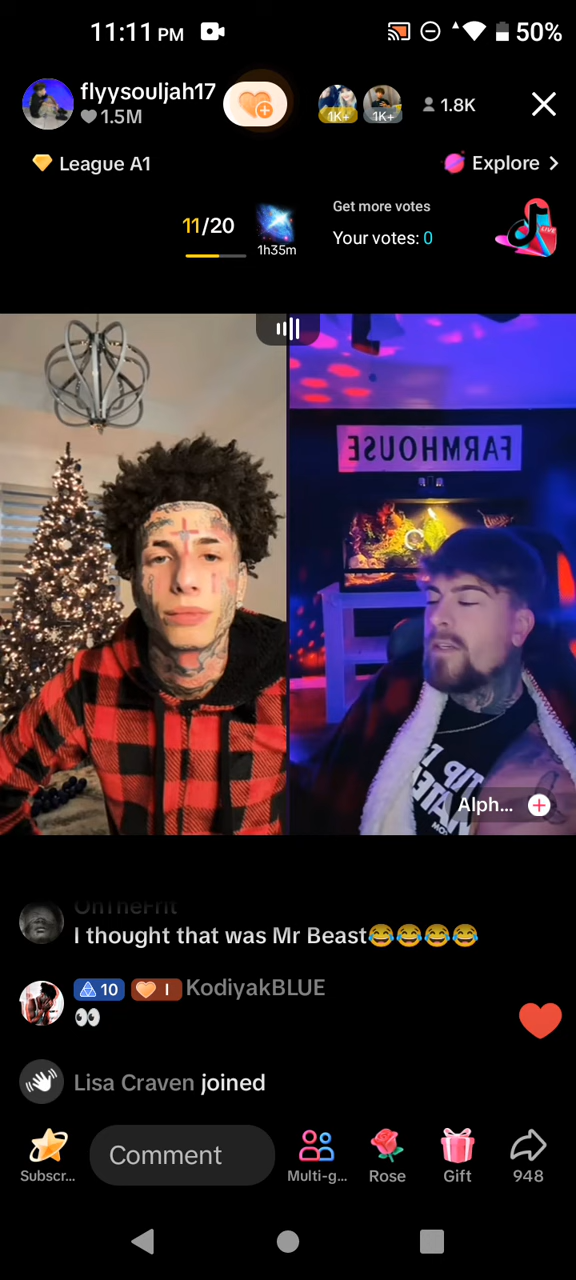 11:11 PM
50%
flyysouljah17
1.5M
1K+
1K+
1.8K
League A1
Explore
11/20
1h35m
Get more votes
Your votes: 0
LIVE
FARMHOUSE
Alph...
OnTheFrit
I thought that was Mr Beast😂😂😂😂
10
I
KodiyakBLUE
👀
Lisa Craven joined
Subscr...
Comment
Multi-g...
Rose
Gift
948